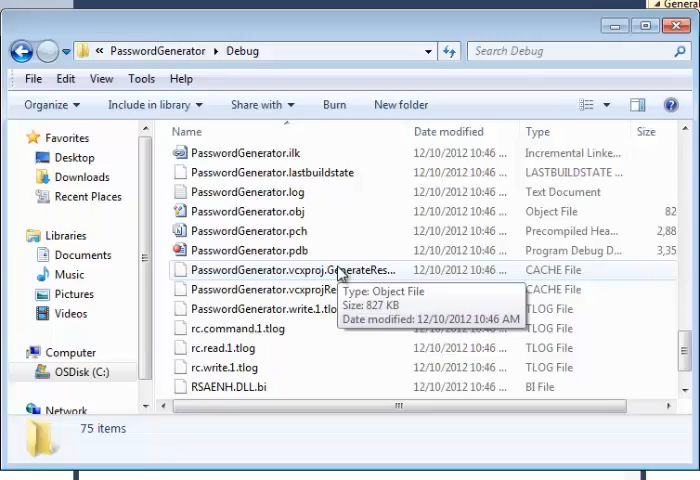 General
« PasswordGenerator Debug
Search Debug
File Edit View Tools Help
Organize Include in library Share with Burn New folder
Name Date modified Type Size
Favorites
Desktop
Downloads
Recent Places
Libraries
Documents
Music
Pictures
Videos
Computer
OSDisk (C:)
Network
PasswordGenerator.ilk 12/10/2012 10:46 ... Incremental Linke...
PasswordGenerator.lastbuildstate 12/10/2012 10:46 ... LASTBUILDSTATE ...
PasswordGenerator.log 12/10/2012 10:46 ... Text Document
PasswordGenerator.obj 12/10/2012 10:46 ... Object File 82
PasswordGenerator.pch 12/10/2012 10:46 ... Precompiled Hea... 2,88
PasswordGenerator.pdb 12/10/2012 10:46 ... Program Debug D... 3,35
PasswordGenerator.vcxproj.GenerateRes... 12/10/2012 10:46 ... CACHE File
PasswordGenerator.vcxprojRe CACHE File
PasswordGenerator.write.1.tlo TLOG File
rc.command.1.tlog 12/10/2012 10:46 ... TLOG File
rc.read.1.tlog 12/10/2012 10:46 ... TLOG File
rc.write.1.tlog 12/10/2012 10:46 ... TLOG File
RSAENH.DLL.bi 12/10/2012 10:46 ... BI File
Type: Object File
Size: 827 KB
Date modified: 12/10/2012 10:46 AM
75 items